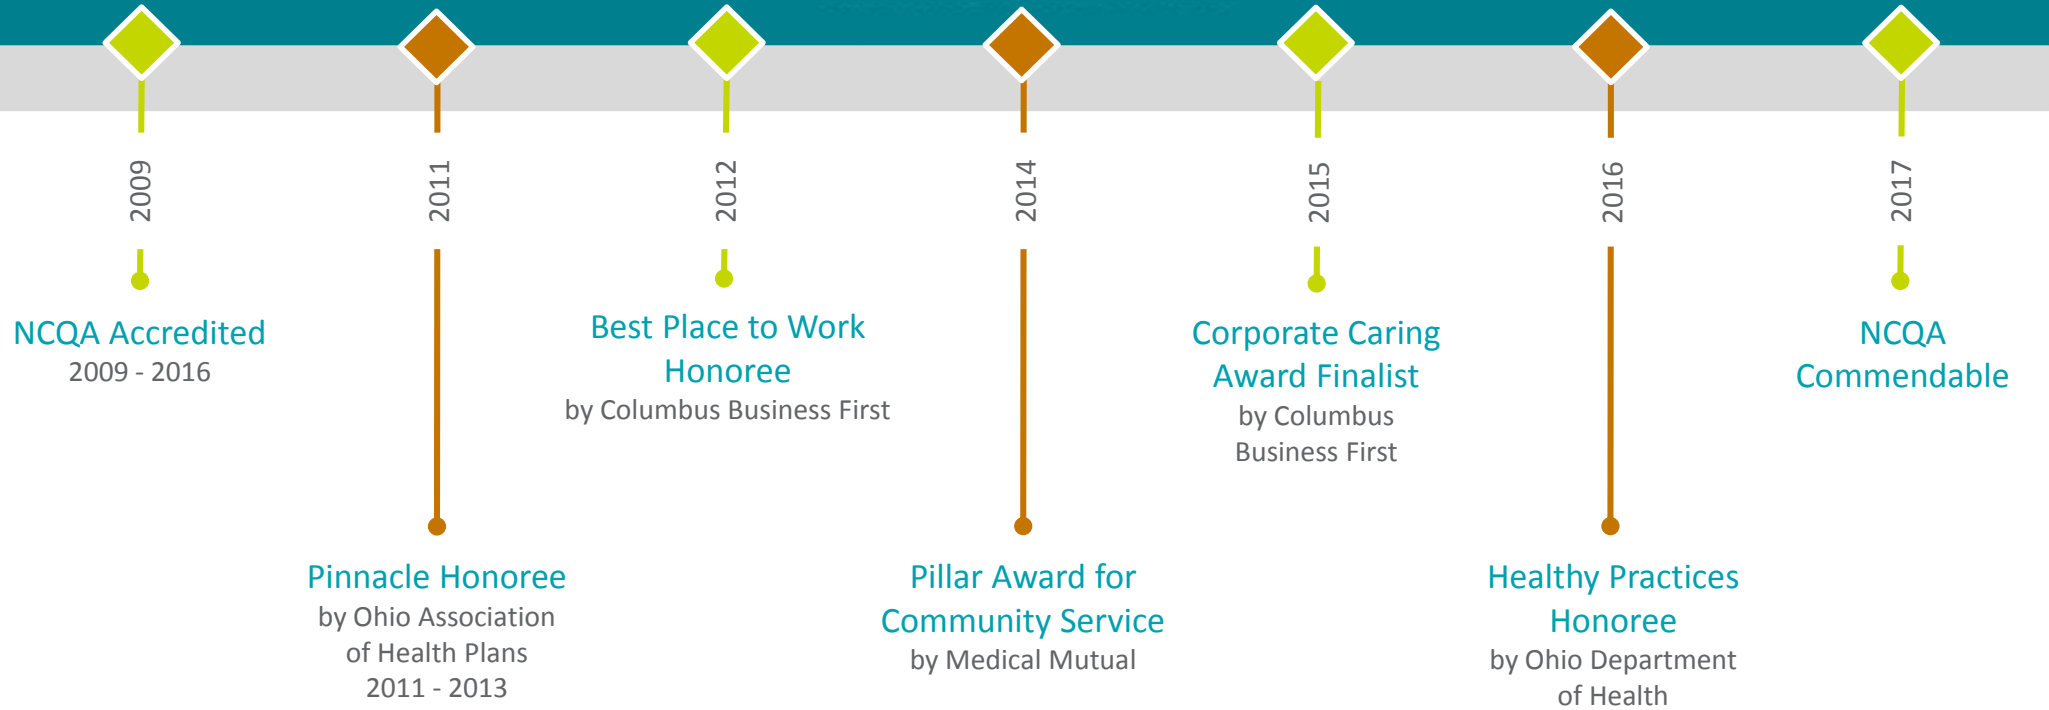 2009
NCQA Accredited
2009 - 2016
2011
Pinnacle Honoree
by Ohio Association
of Health Plans
2011 - 2013
2012
Best Place to Work
Honoree
by Columbus Business First
2014
Pillar Award for
Community Service
by Medical Mutual
2015
Corporate Caring
Award Finalist
by Columbus
Business First
2016
Healthy Practices
Honoree
by Ohio Department
of Health
2017
NCQA
Commendable